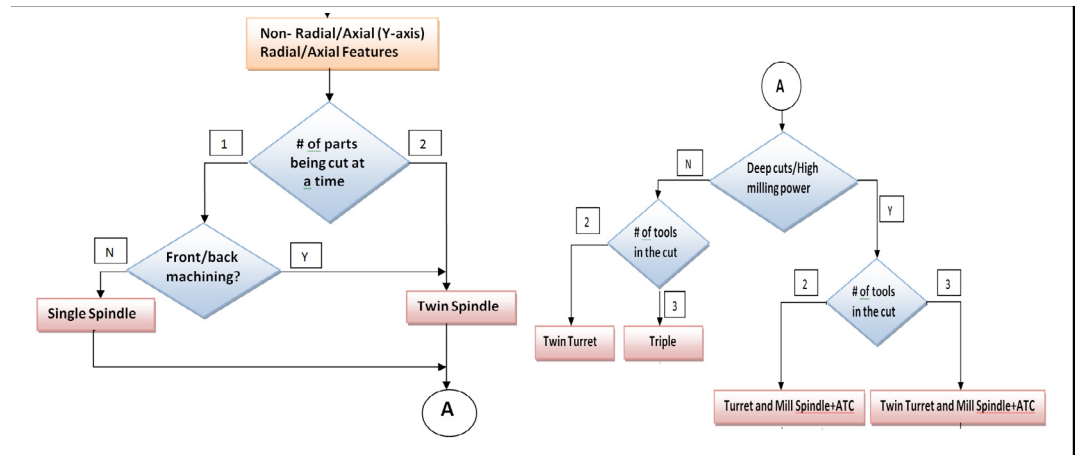 Non- Radial/Axial (Y-axis)
Radial/Axial Features
1
# of parts
being cut at
a time
2
N
Front/back
machining?
Y
Single Spindle
Twin Spindle
A
A
Deep cuts/High
milling power
N
Y
2
# of tools
in the cut
3
Twin Turret
Triple
2
# of tools
in the cut
3
Turret and Mill Spindle+ATC
Twin Turret and Mill Spindle+ATC